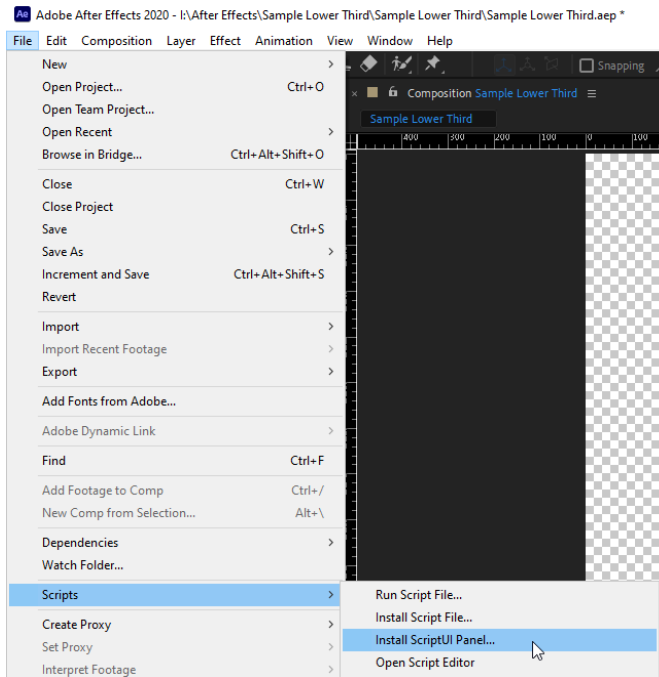 Ae Adobe After Effects 2020 - I:\After Effects\Sample Lower Third\Sample Lower Third\Sample Lower Third.aep *
File Edit Composition Layer Effect Animation View Window Help
New >
Snapping
Open Project... Ctrl+O
× Composition Sample Lower Third ≡
Open Team Project...
Sample Lower Third
Open Recent >
400 300 200 100 0 100
Browse in Bridge... Ctrl+Alt+Shift+O
Close Ctrl+W
Close Project
Save Ctrl+S
Save As >
Increment and Save Ctrl+Alt+Shift+S
Revert
Import >
Import Recent Footage >
Export >
Add Fonts from Adobe...
Adobe Dynamic Link >
Find Ctrl+F
Add Footage to Comp Ctrl+/
New Comp from Selection... Alt+\
Dependencies >
Watch Folder...
Scripts >
Run Script File...
Install Script File...
Create Proxy >
Install ScriptUI Panel...
Set Proxy >
Open Script Editor
Interpret Footage >